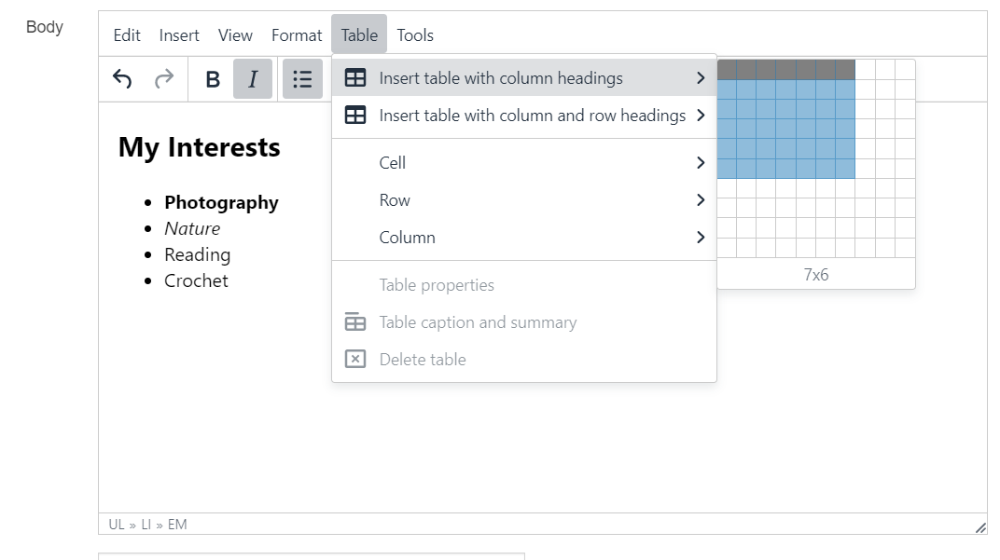 Body
Edit Insert View Format Table Tools
B I
Insert table with column headings
Insert table with column and row headings
Cell
Row
Column
Table properties
Table caption and summary
Delete table
7x6
My Interests
• Photography
• Nature
• Reading
• Crochet
UL » LI » EM